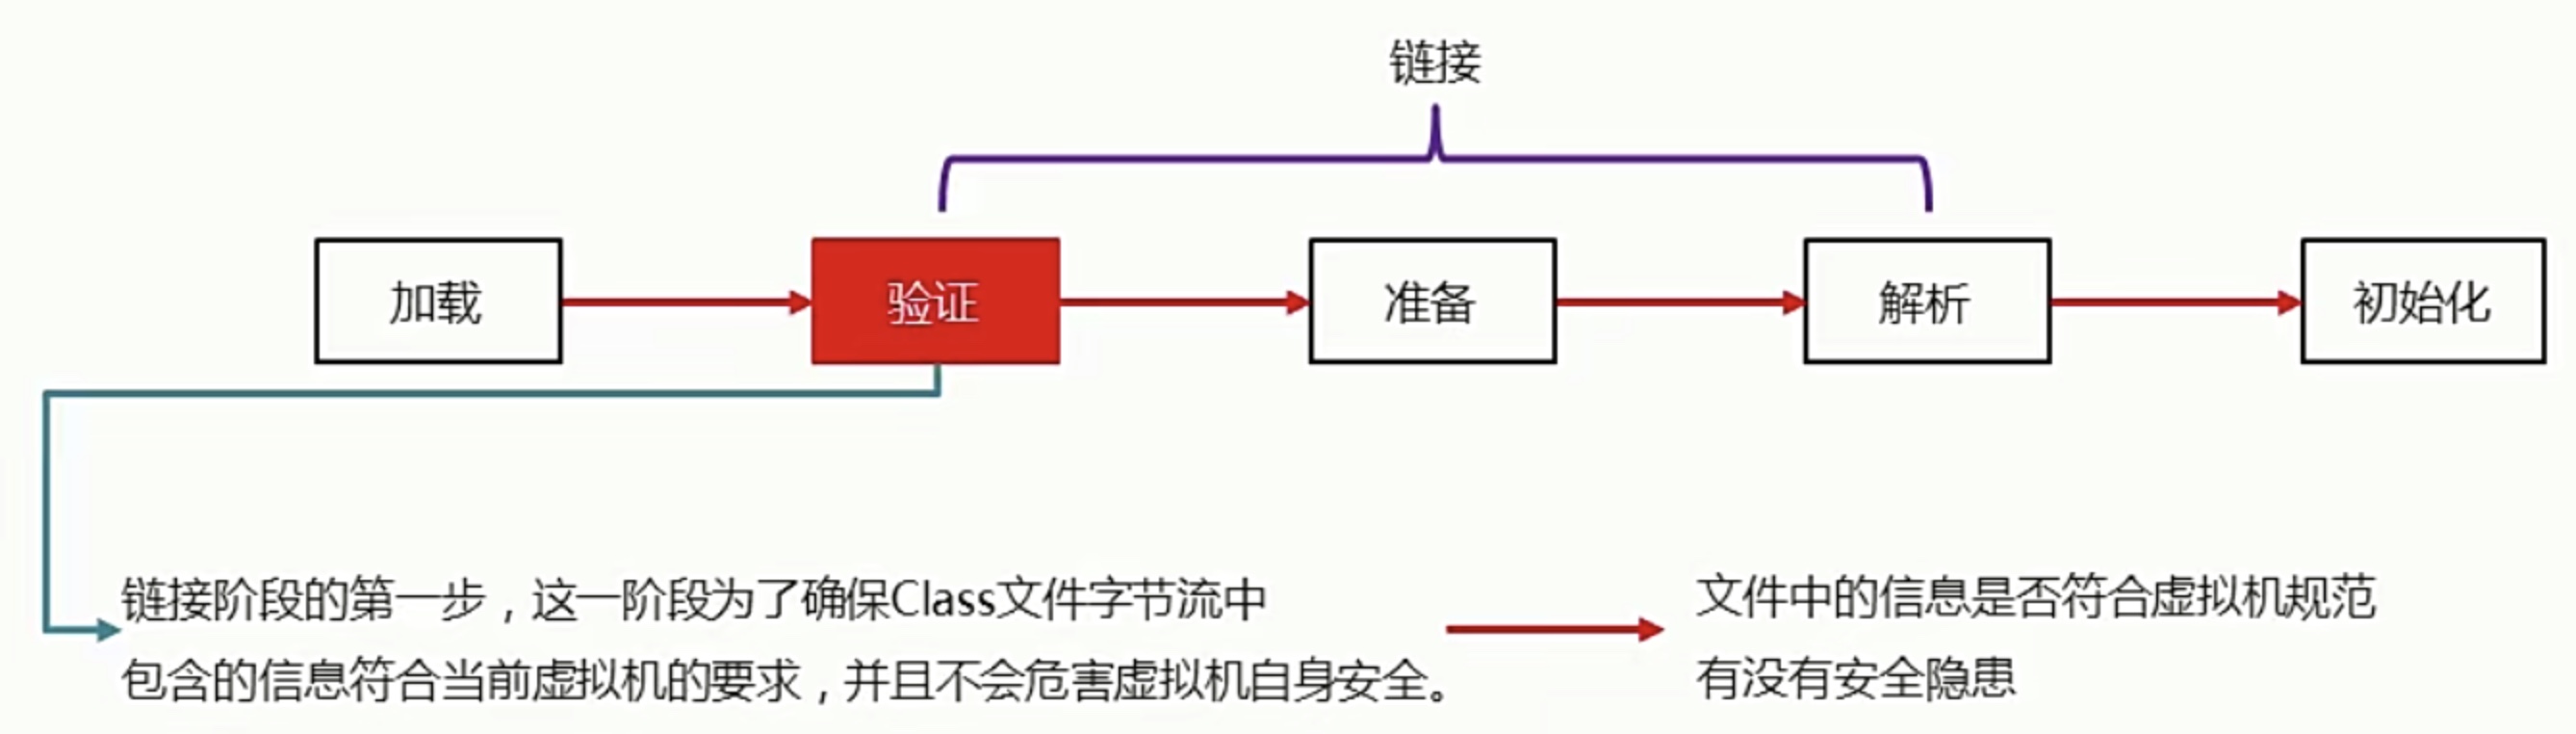 链接
加载
验证
准备
解析
初始化
链接阶段的第一步，这一阶段为了确保Class文件字节流中
包含的信息符合当前虚拟机的要求，并且不会危害虚拟机自身安全。
文件中的信息是否符合虚拟机规范
有没有安全隐患